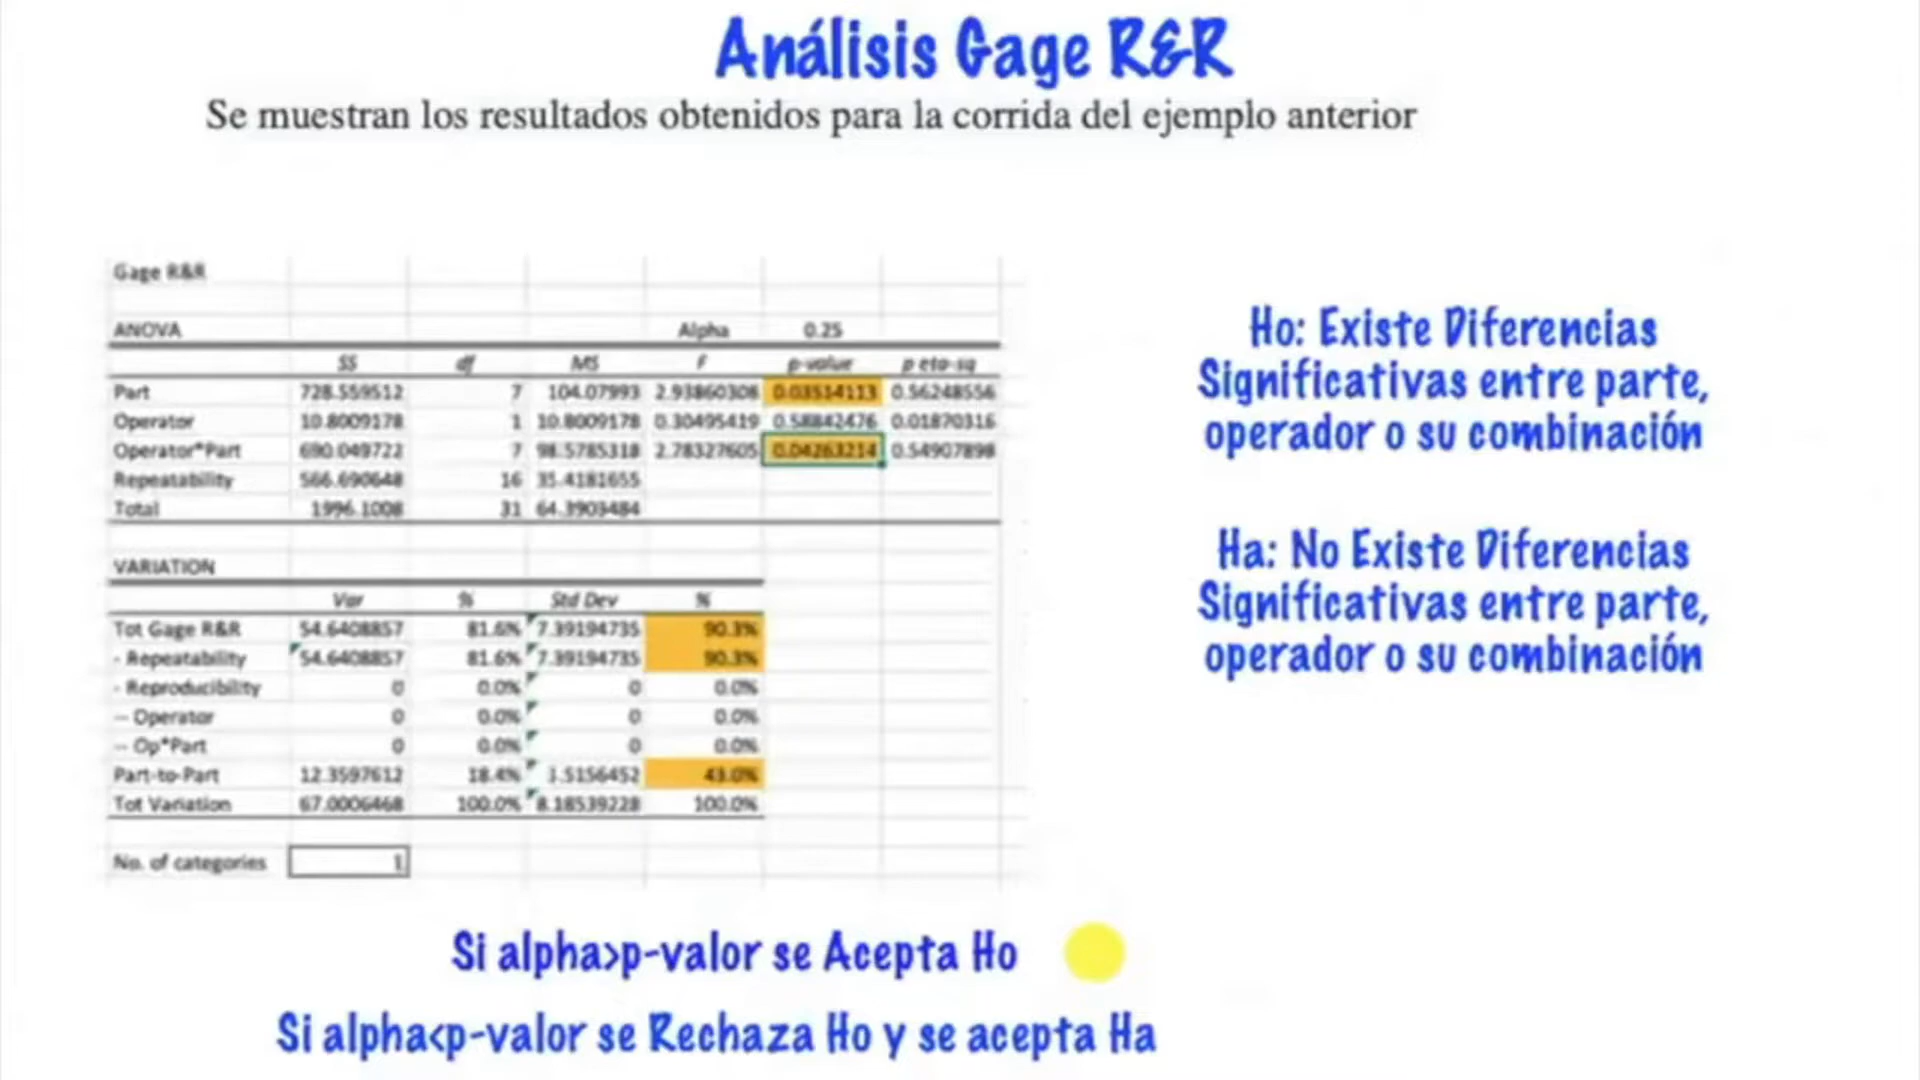 Análisis Gage R&R
Se muestran los resultados obtenidos para la corrida del ejemplo anterior
Gage R&R
ANOVA Alpha 0.25
SS df MS F p-value p eta-sq
Part 728.559512 7 104.07993 2.93860308 0.03514113 0.56248556
Operator 10.8009178 1 10.8009178 0.30495419 0.58842476 0.01870316
Operator*Part 690.049722 7 98.5785318 2.78327605 0.04263214 0.54907898
Repeatability 566.690648 16 35.4181655
Total 1996.1008 31 64.3903484
VARIATION
Var % Std Dev %
Tot Gage R&R 54.6408857 81.6% 7.39194735 90.3%
- Repeatability 54.6408857 81.6% 7.39194735 90.3%
- Reproducibility 0 0.0% 0 0.0%
-- Operator 0 0.0% 0 0.0%
-- Op*Part 0 0.0% 0 0.0%
Part-to-Part 12.3597612 18.4% 3.5156452 43.0%
Tot Variation 67.0006468 100.0% 8.18539228 100.0%
No. of categories 1
Ho: Existe Diferencias
Significativas entre parte,
operador o su combinación
Ha: No Existe Diferencias
Significativas entre parte,
operador o su combinación
Si alpha>p-valor se Acepta Ho
Si alpha<p-valor se Rechaza Ho y se acepta Ha